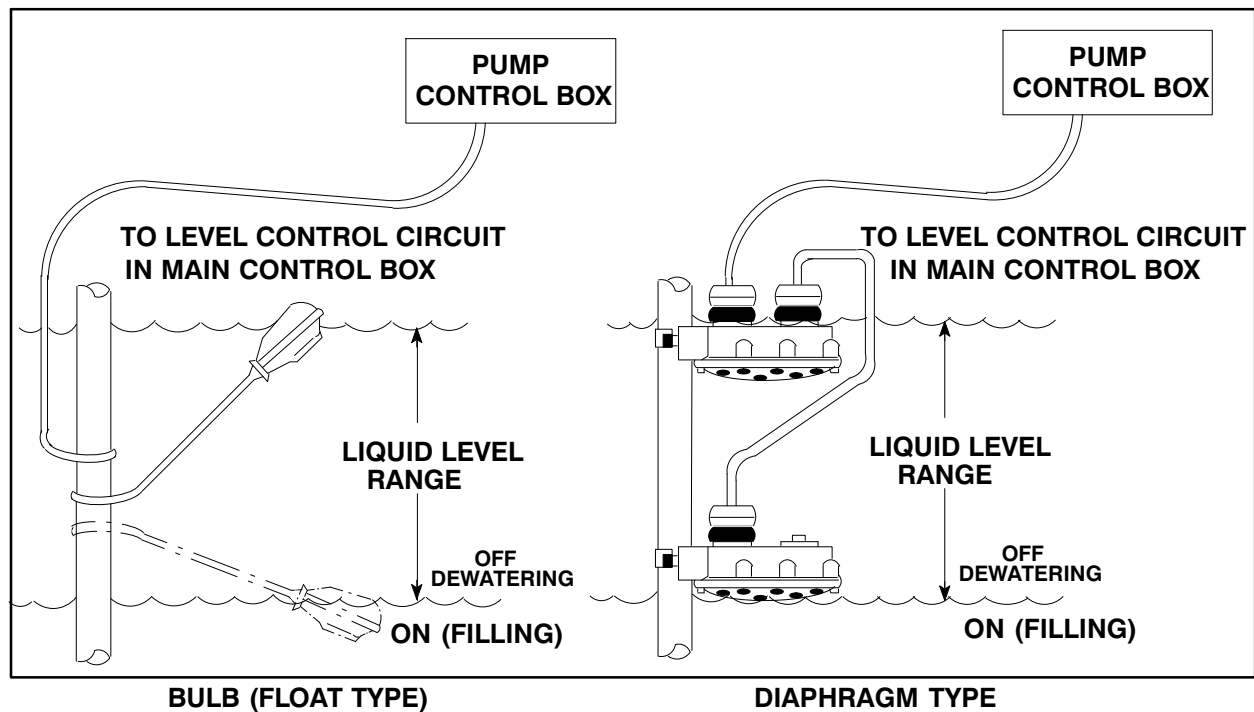 PUMP
CONTROL BOX
TO LEVEL CONTROL CIRCUIT
IN MAIN CONTROL BOX
LIQUID LEVEL
RANGE
OFF
DEWATERING
ON (FILLING)
BULB (FLOAT TYPE)
PUMP
CONTROL BOX
TO LEVEL CONTROL CIRCUIT
IN MAIN CONTROL BOX
LIQUID LEVEL
RANGE
OFF
DEWATERING
ON (FILLING)
DIAPHRAGM TYPE